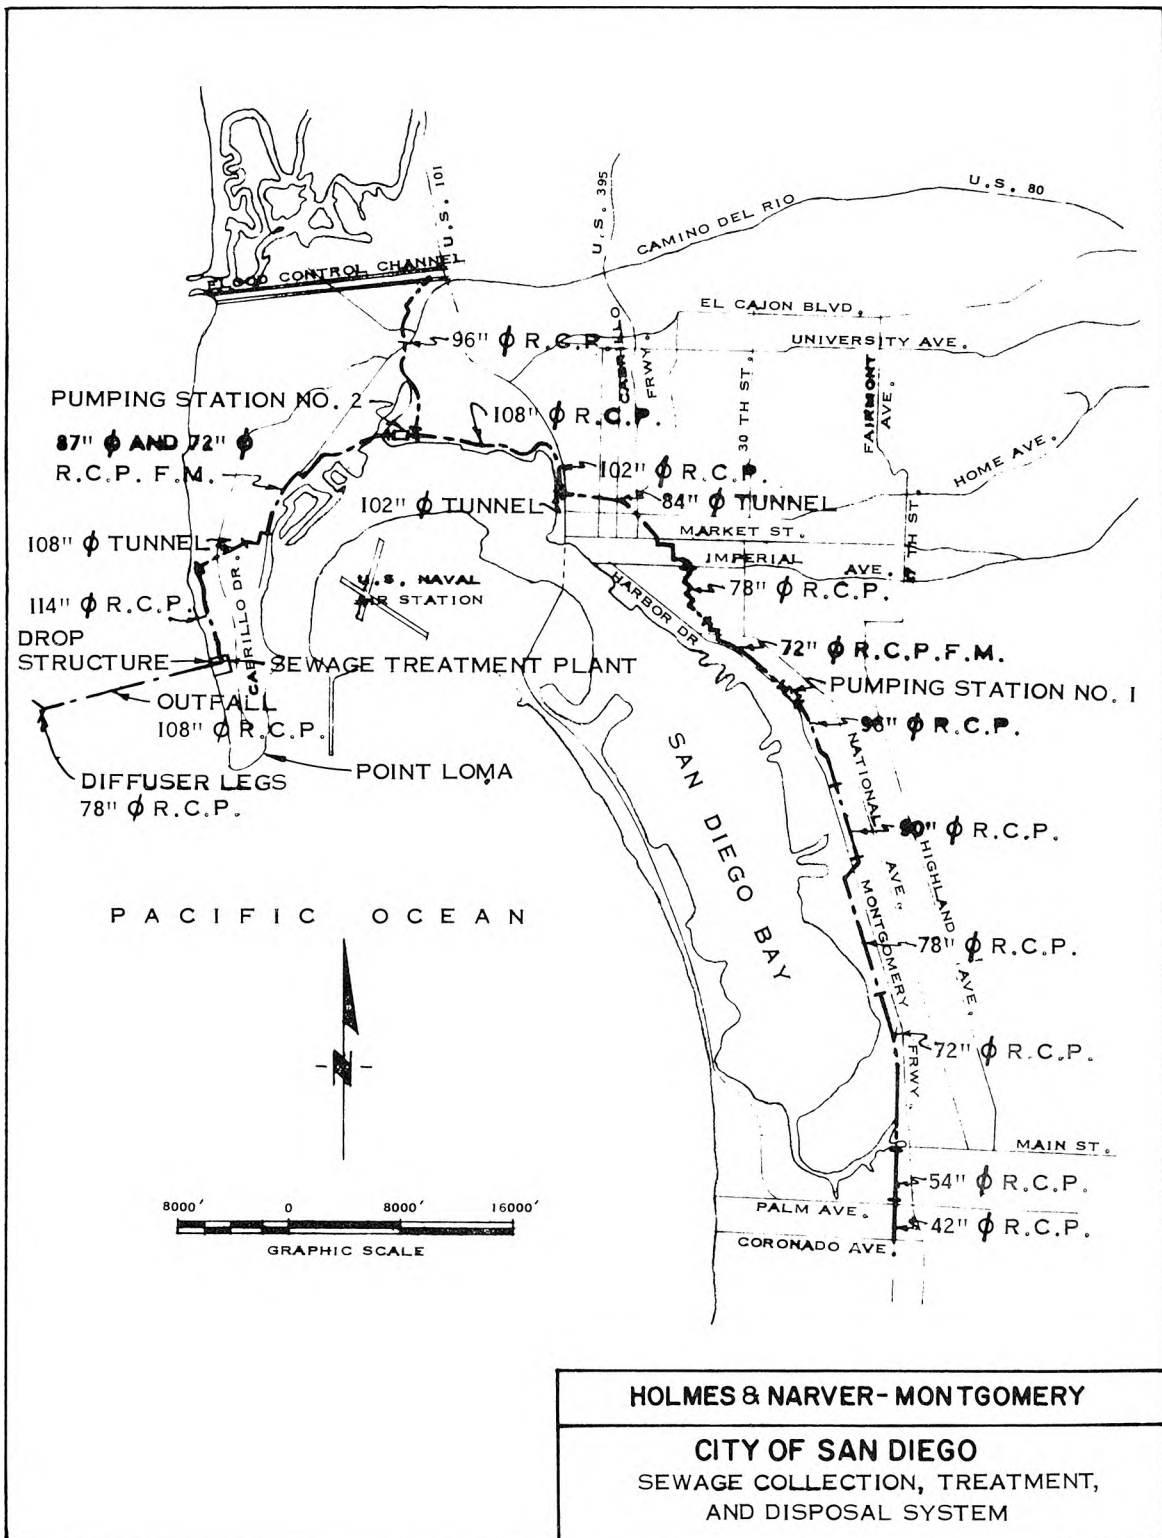 U.S. 101
U.S. 395
U.S. 80
CAMINO DEL RIO
FLOOD CONTROL CHANNEL
EL CAJON BLVD.
UNIVERSITY AVE.
96" ϕ R.C.P.
CABRILLO
FRWY.
30 TH ST.
FAIRMONT
AVE.
HOME AVE.
PUMPING STATION NO. 2
108" ϕ R.C.P.
87" ϕ AND 72" ϕ
R.C.P. F.M.
102" ϕ R.C.P.
102" ϕ TUNNEL
84" ϕ TUNNEL
MARKET ST.
47 TH ST.
IMPERIAL
AVE.
108" ϕ TUNNEL
U.S. NAVAL
AIR STATION
78" ϕ R.C.P.
114" ϕ R.C.P.
CABRILLO DR.
HARBOR DR.
DROP
STRUCTURE
SEWAGE TREATMENT PLANT
72" ϕ R.C.P.F.M.
PUMPING STATION NO. 1
OUTFALL
108" ϕ R.C.P.
R.C.P.
POINT LOMA
DIFFUSER LEGS
78" ϕ R.C.P.
SAN DIEGO BAY
NATIONAL
AVE.
ϕ R.C.P.
HIGHLAND
AVE.
MONTGOMERY
FRWY.
PACIFIC OCEAN
78" ϕ R.C.P.
72" ϕ R.C.P.
MAIN ST.
54" ϕ R.C.P.
PALM AVE.
42" ϕ R.C.P.
CORONADO AVE.
N
8000' 0 8000' 16000'
GRAPHIC SCALE
HOLMES & NARVER-MONTGOMERY
CITY OF SAN DIEGO
SEWAGE COLLECTION, TREATMENT,
AND DISPOSAL SYSTEM